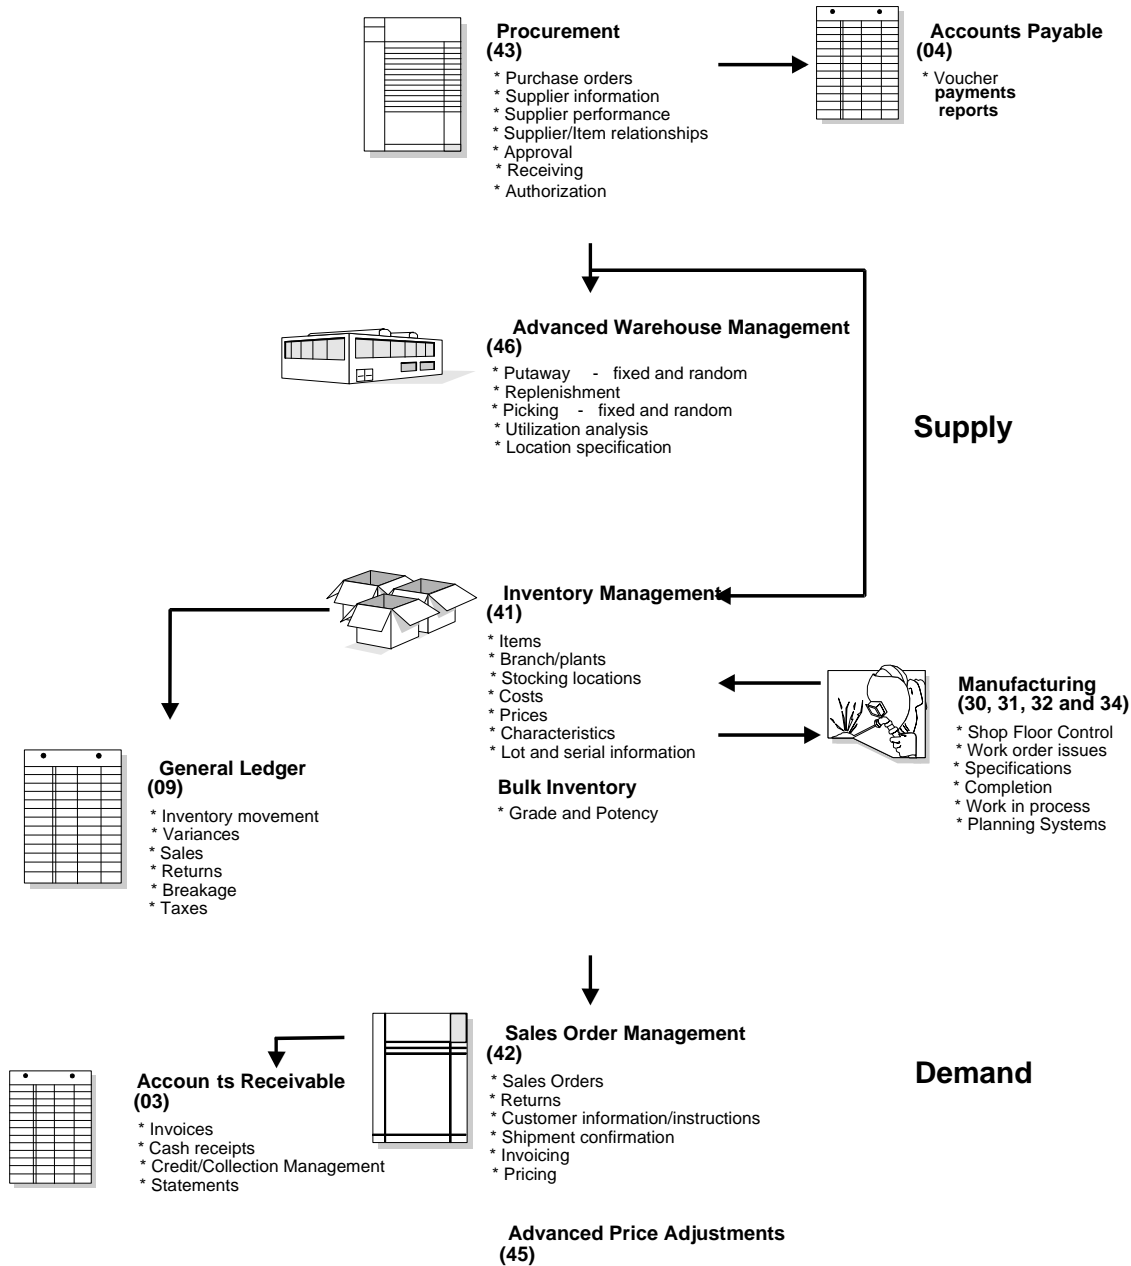 Procurement
(43)
* Purchase orders
* Supplier information
* Supplier performance
* Supplier/Item relationships
* Approval
* Receiving
* Authorization
Accounts Payable
(04)
* Voucher
payments
reports
Advanced Warehouse Management
(46)
* Putaway - fixed and random
* Replenishment
* Picking - fixed and random
* Utilization analysis
* Location specification
Supply
Inventory Management
(41)
* Items
* Branch/plants
* Stocking locations
* Costs
* Prices
* Characteristics
* Lot and serial information
Bulk Inventory
* Grade and Potency
Manufacturing
(30, 31, 32 and 34)
* Shop Floor Control
* Work order issues
* Specifications
* Completion
* Work in process
* Planning Systems
General Ledger
(09)
* Inventory movement
* Variances
* Sales
* Returns
* Breakage
* Taxes
Sales Order Management
(42)
* Sales Orders
* Returns
* Customer information/instructions
* Shipment confirmation
* Invoicing
* Pricing
Demand
Accoun ts Receivable
(03)
* Invoices
* Cash receipts
* Credit/Collection Management
* Statements
Advanced Price Adjustments
(45)